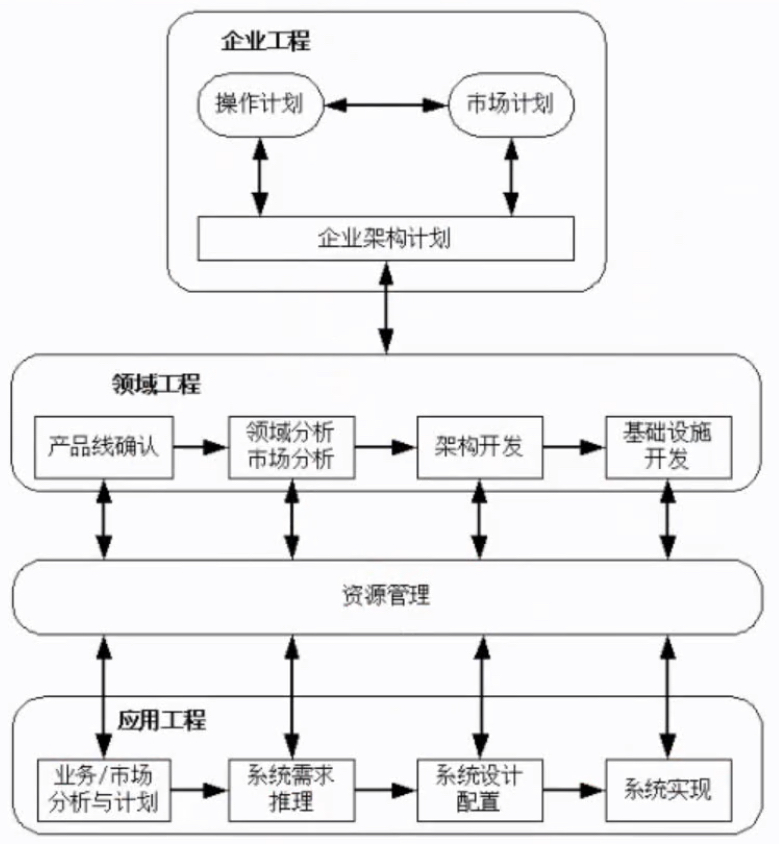 企业工程
操作计划
市场计划
企业架构计划
领域工程
产品线确认
领域分析
市场分析
架构开发
基础设施
开发
资源管理
应用工程
业务/市场
分析与计划
系统需求
推理
系统设计
配置
系统实现